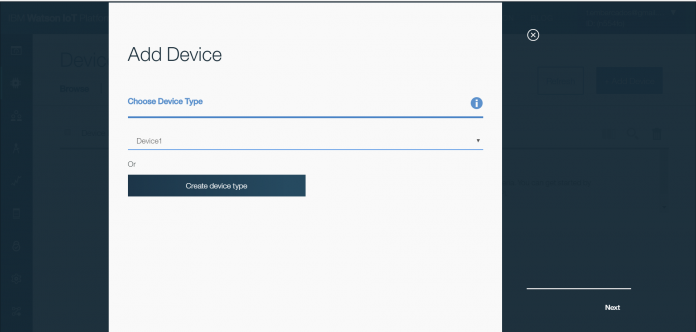 Add Device
Choose Device Type
Device1
Or
Create device type
Next